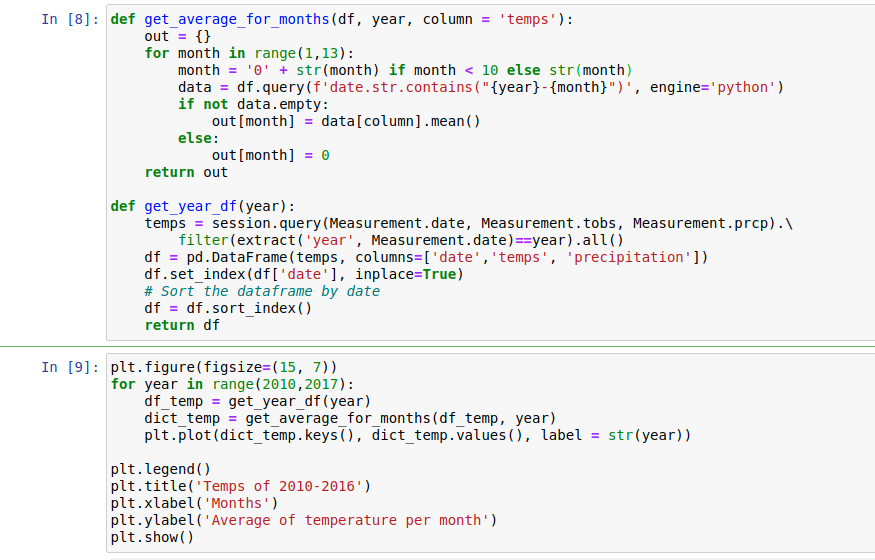 In [8]: def get_average_for_months(df, year, column = 'temps'):
    out = {}
    for month in range(1,13):
        month = '0' + str(month) if month < 10 else str(month)
        data = df.query(f'date.str.contains("{year}-{month}")', engine='python')
        if not data.empty:
            out[month] = data[column].mean()
        else:
            out[month] = 0
    return out

def get_year_df(year):
    temps = session.query(Measurement.date, Measurement.tobs, Measurement.prcp).\
        filter(extract('year', Measurement.date)==year).all()
    df = pd.DataFrame(temps, columns=['date','temps', 'precipitation'])
    df.set_index(df['date'], inplace=True)
    # Sort the dataframe by date
    df = df.sort_index()
    return df

In [9]: plt.figure(figsize=(15, 7))
for year in range(2010,2017):
    df_temp = get_year_df(year)
    dict_temp = get_average_for_months(df_temp, year)
    plt.plot(dict_temp.keys(), dict_temp.values(), label = str(year))

plt.legend()
plt.title('Temps of 2010-2016')
plt.xlabel('Months')
plt.ylabel('Average of temperature per month')
plt.show()